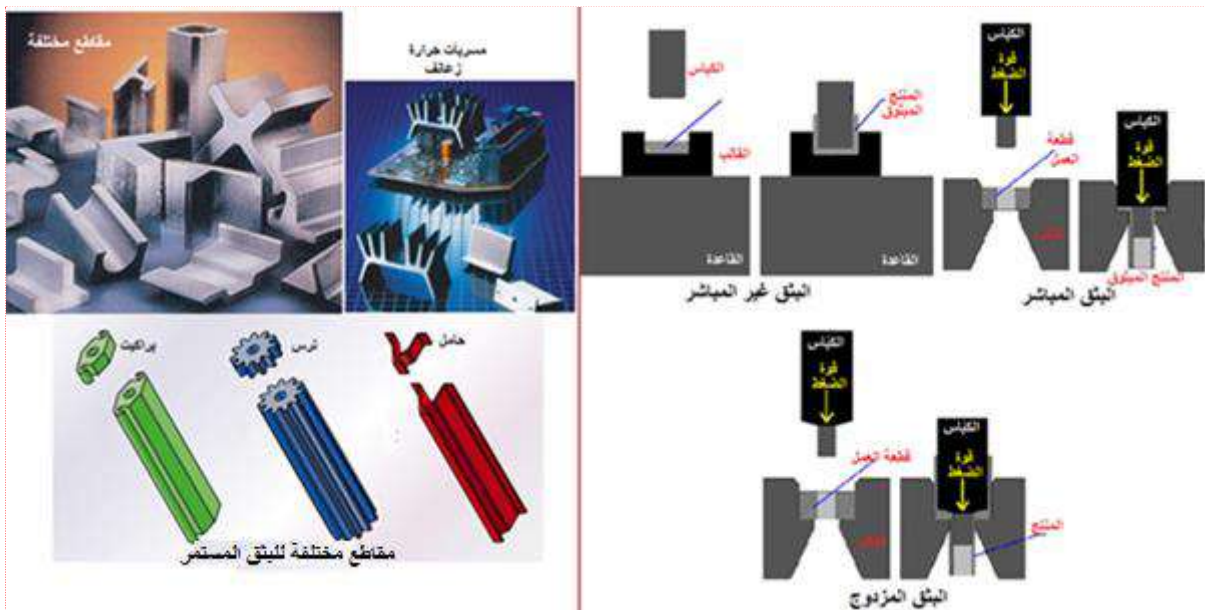 مقاطع مختلفة
مسربات حرارة
زعانف
براكيت
ترس
حامل
مقاطع مختلفة للبثق المستمر
الكباس
القالب
القاعدة
المنتج
المبثوق
القاعدة
البثق غير المباشر
الكباس
قوة
الضغط
قطعة
العمل
القالب
الكباس
قوة
الضغط
المنتج المبثوق
البثق المباشر
الكباس
قوة
الضغط
قطعة العمل
القالب
الكباس
قوة
الضغط
المنتج
البثق المزدوج